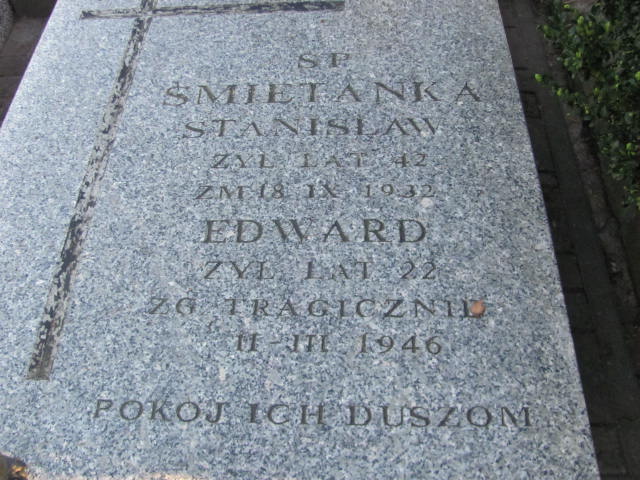 ŚP
ŚMIETANKA
STANISŁAW
ŻYŁ LAT 42
ZM 18 IX 1932
EDWARD
ŻYŁ LAT 22
ZG. TRAGICZNIE
11-III 1946
POKÓJ ICH DUSZOM